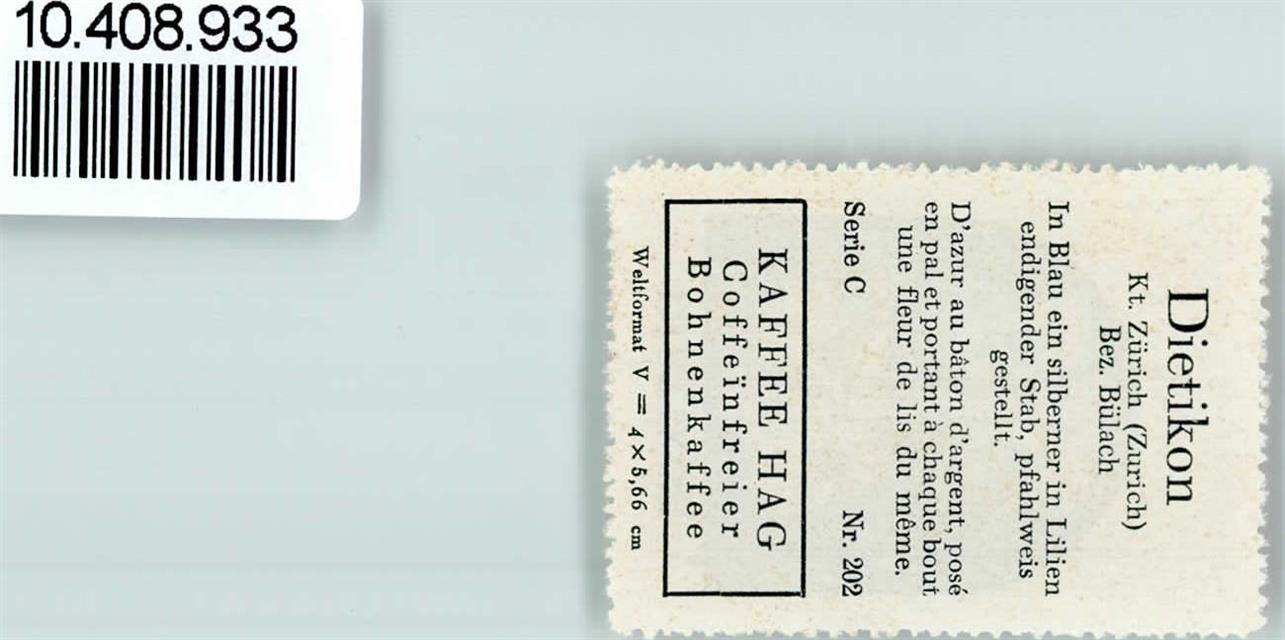 10.408.933
Dietikon
Kt. Zürich (Zurich)
Bez. Bülach
In Blau ein silberner in Lilien
endigender Stab, pfahlweis
gestellt.
D'azur au bâton d'argent, posé
en pal et portant à chaque bout
une fleur de lis du même.
Serie C Nr. 202
KAFFEE HAG
Coffeïnfreier
Bohnenkaffee
Weltformat V = 4 × 5,66 cm